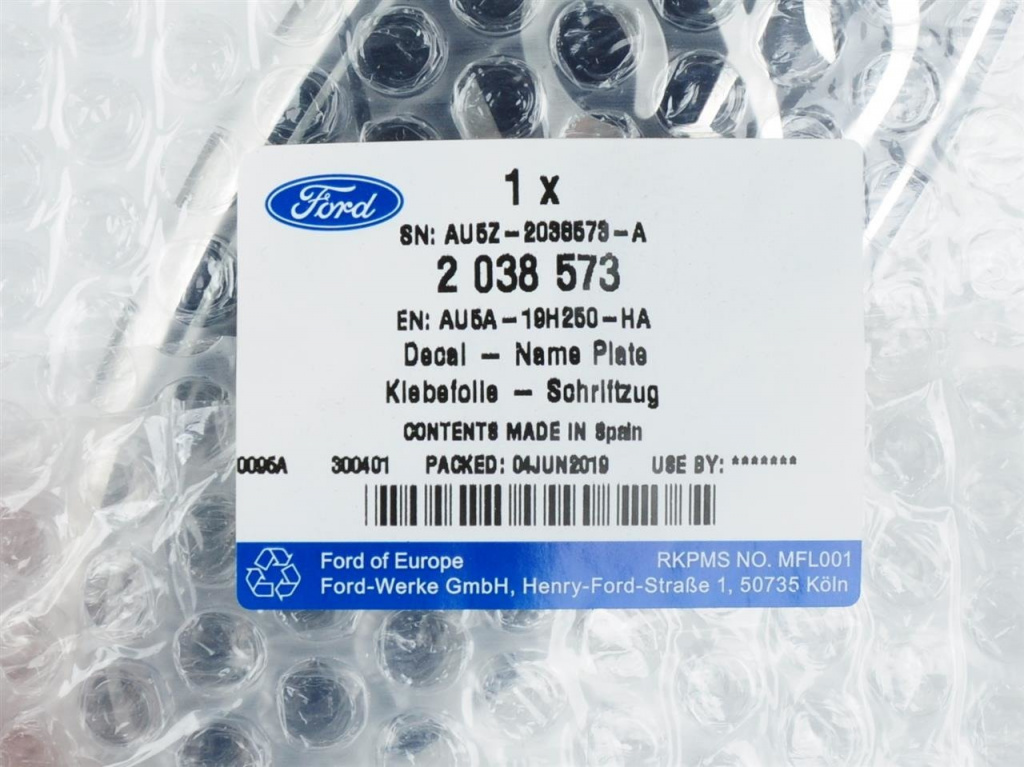 Ford
1 x
SN: AU5Z-2038573-A
2 038 573
EN: AU5A-19H250-HA
Decal - Name Plate
Klebefolie - Schriftzug
CONTENTS MADE IN Spain
0095A 300401 PACKED: 04JUN2019 USE BY: *******
Ford of Europe RKPMS NO. MFL001
Ford-Werke GmbH, Henry-Ford-Straße 1, 50735 Köln